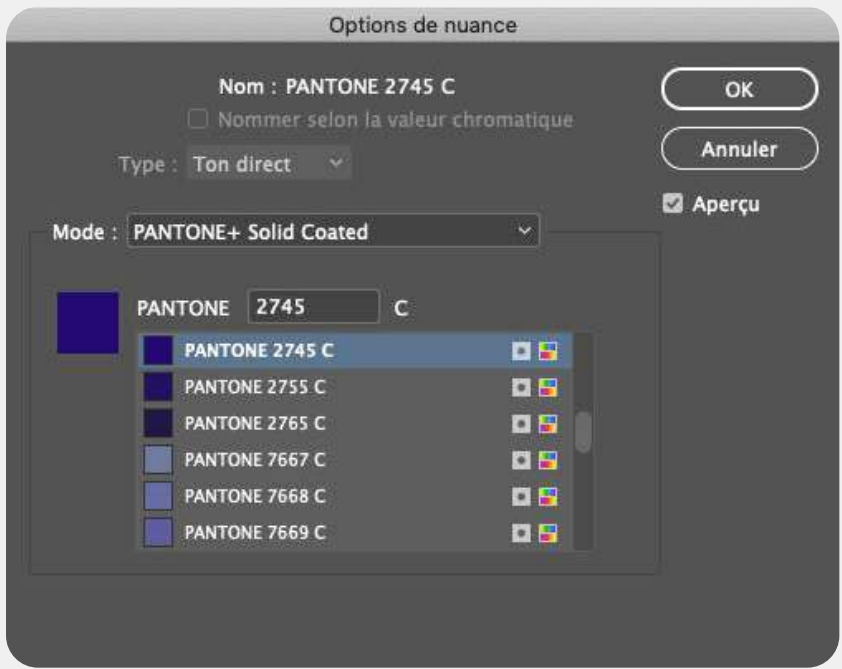 Options de nuance
Nom : PANTONE 2745 C
OK
Nommer selon la valeur chromatique
Type : Ton direct
Annuler
Aperçu
Mode : PANTONE+ Solid Coated
PANTONE 2745 C
PANTONE 2745 C
PANTONE 2755 C
PANTONE 2765 C
PANTONE 7667 C
PANTONE 7668 C
PANTONE 7669 C